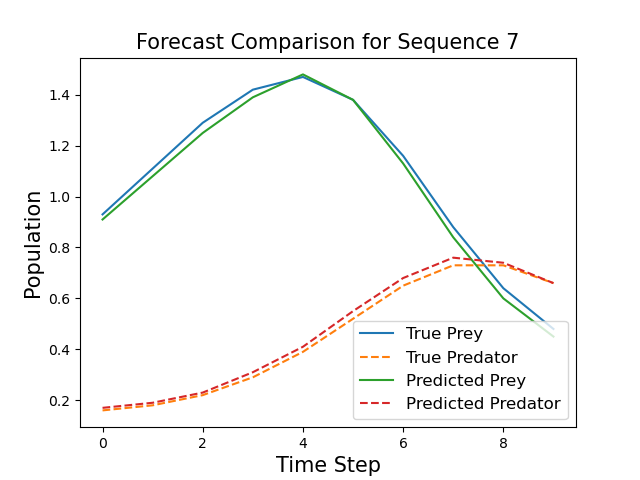 Forecast Comparison for Sequence 7
Population
1.4
1.2
1.0
0.8
0.6
0.4
0.2
True Prey
True Predator
Predicted Prey
Predicted Predator
0 2 4 6 8
Time Step